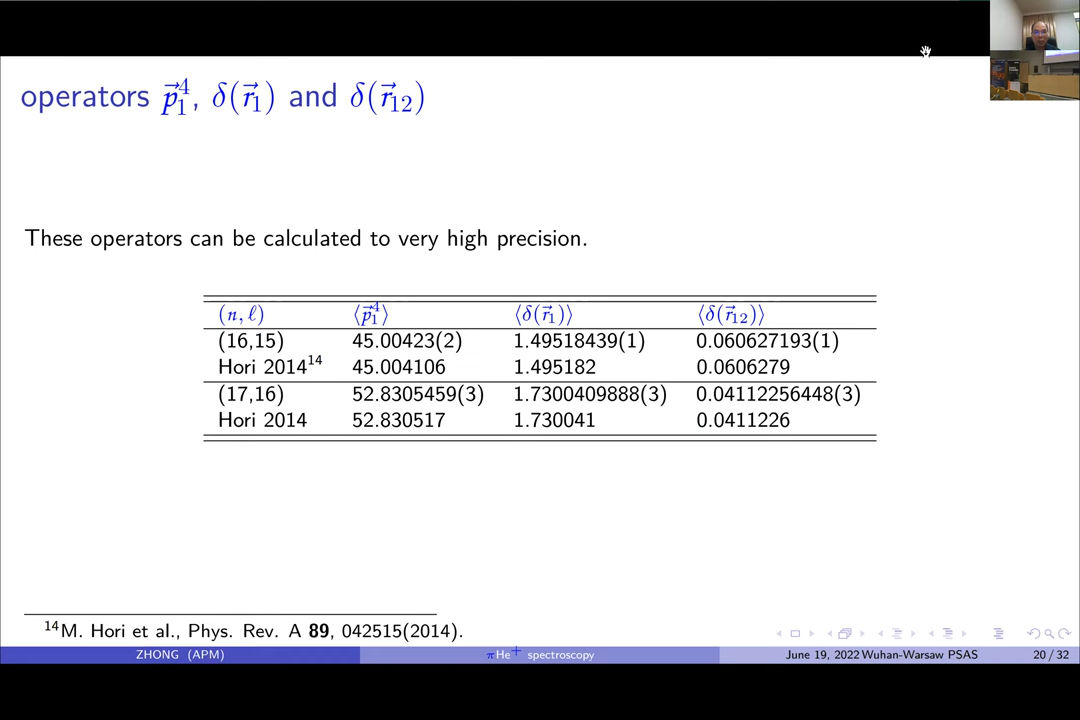 operators p⃗₁⁴, δ(r⃗₁) and δ(r⃗₁₂)
These operators can be calculated to very high precision.
(n, ℓ) ⟨p⃗₁⁴⟩ ⟨δ(r⃗₁)⟩ ⟨δ(r⃗₁₂)⟩
(16,15) 45.00423(2) 1.49518439(1) 0.060627193(1)
Hori 2014¹⁴ 45.004106 1.495182 0.0606279
(17,16) 52.8305459(3) 1.7300409888(3) 0.04112256448(3)
Hori 2014 52.830517 1.730041 0.0411226
¹⁴M. Hori et al., Phys. Rev. A 89, 042515(2014).
ZHONG (APM) πHe⁺ spectroscopy June 19, 2022 Wuhan-Warsaw PSAS 20 / 32